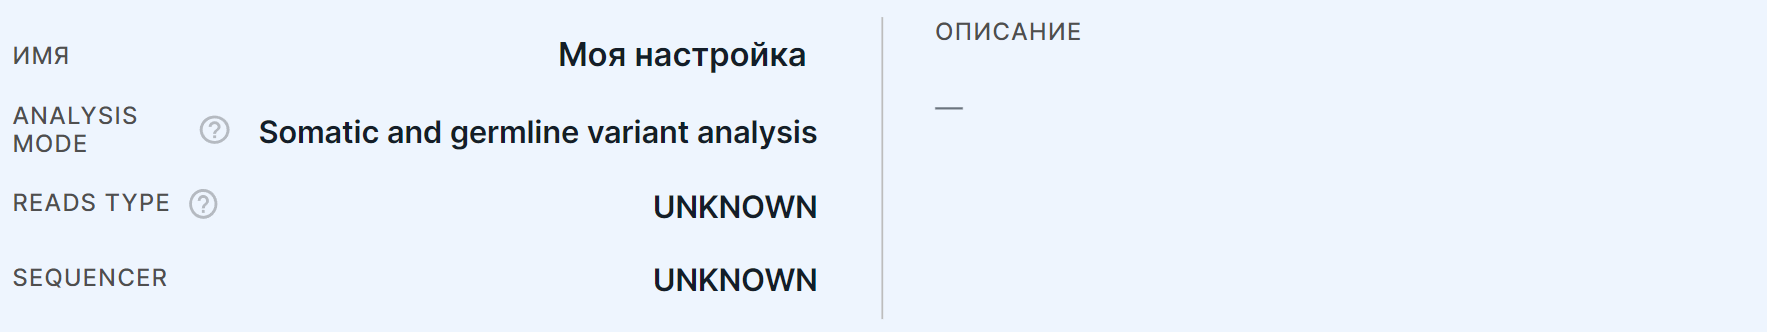 ИМЯ
Моя настройка
ANALYSIS
MODE
Somatic and germline variant analysis
READS TYPE
UNKNOWN
SEQUENCER
UNKNOWN
ОПИСАНИЕ
—